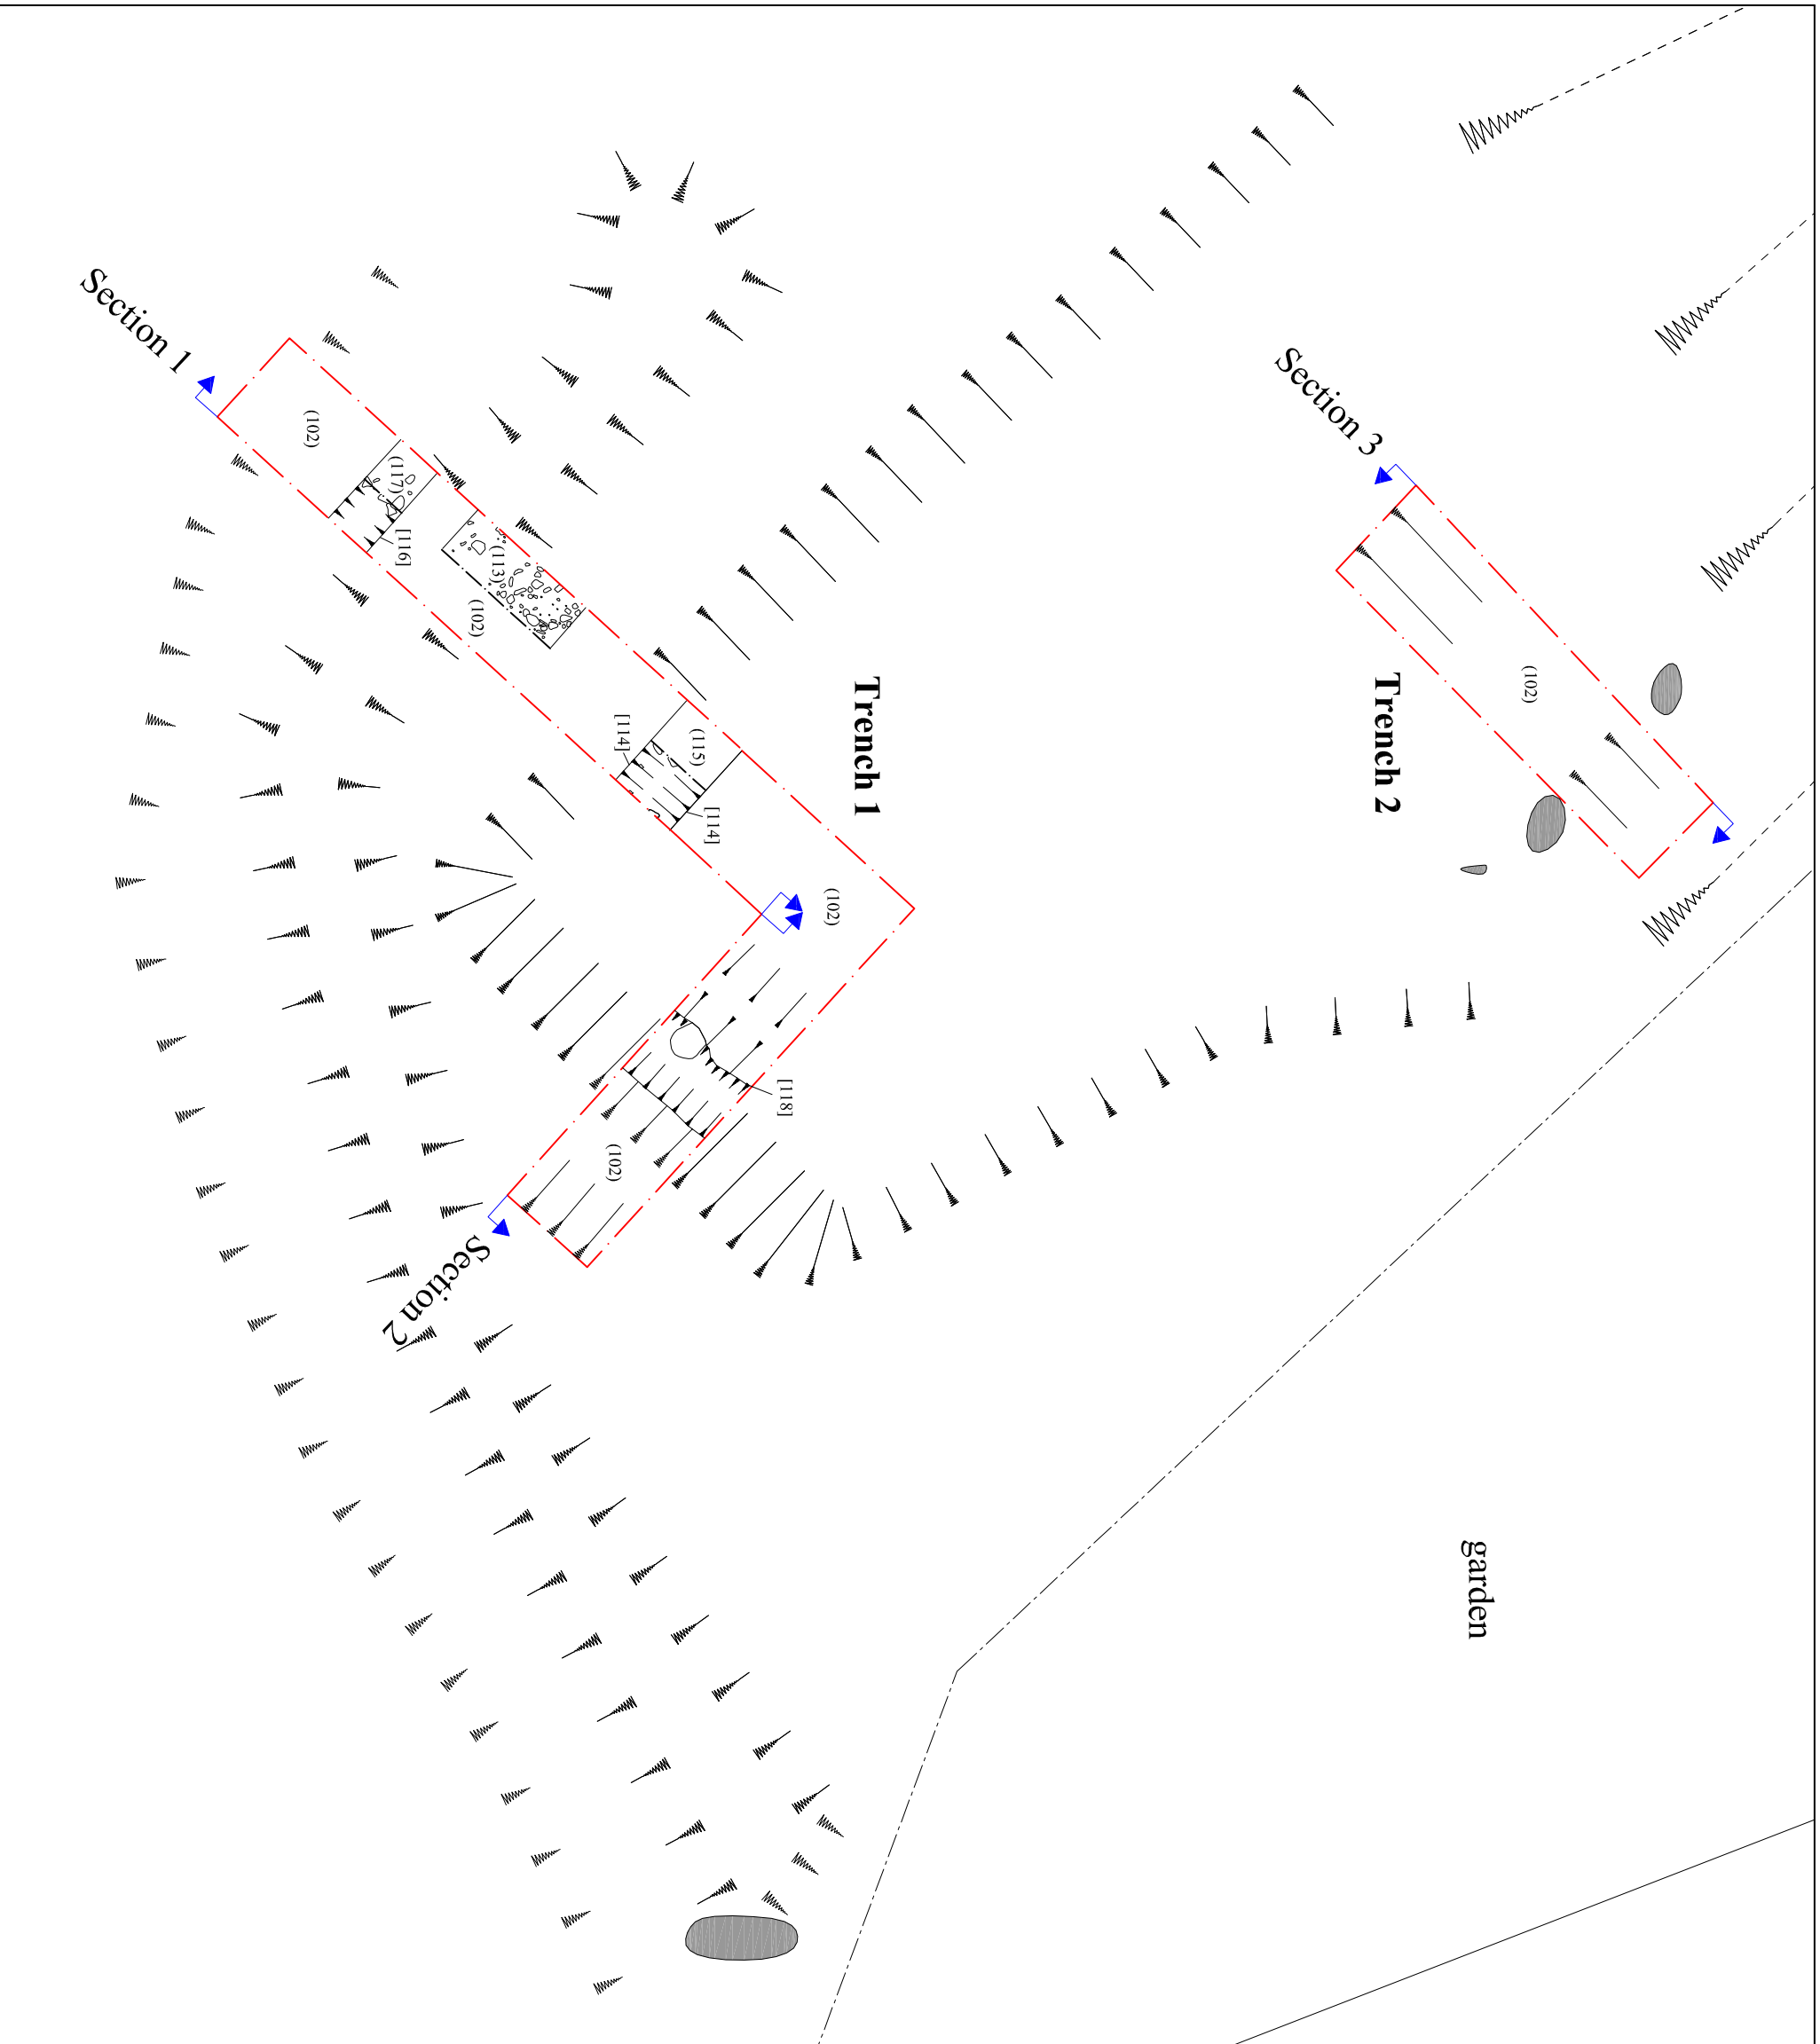 Section 1
(102)
(117)
[116]
(113)
(102)
[114]
(115)
[114]
Trench 1
(102)
[118]
(102)
Section 2
Section 3
Trench 2
(102)
garden